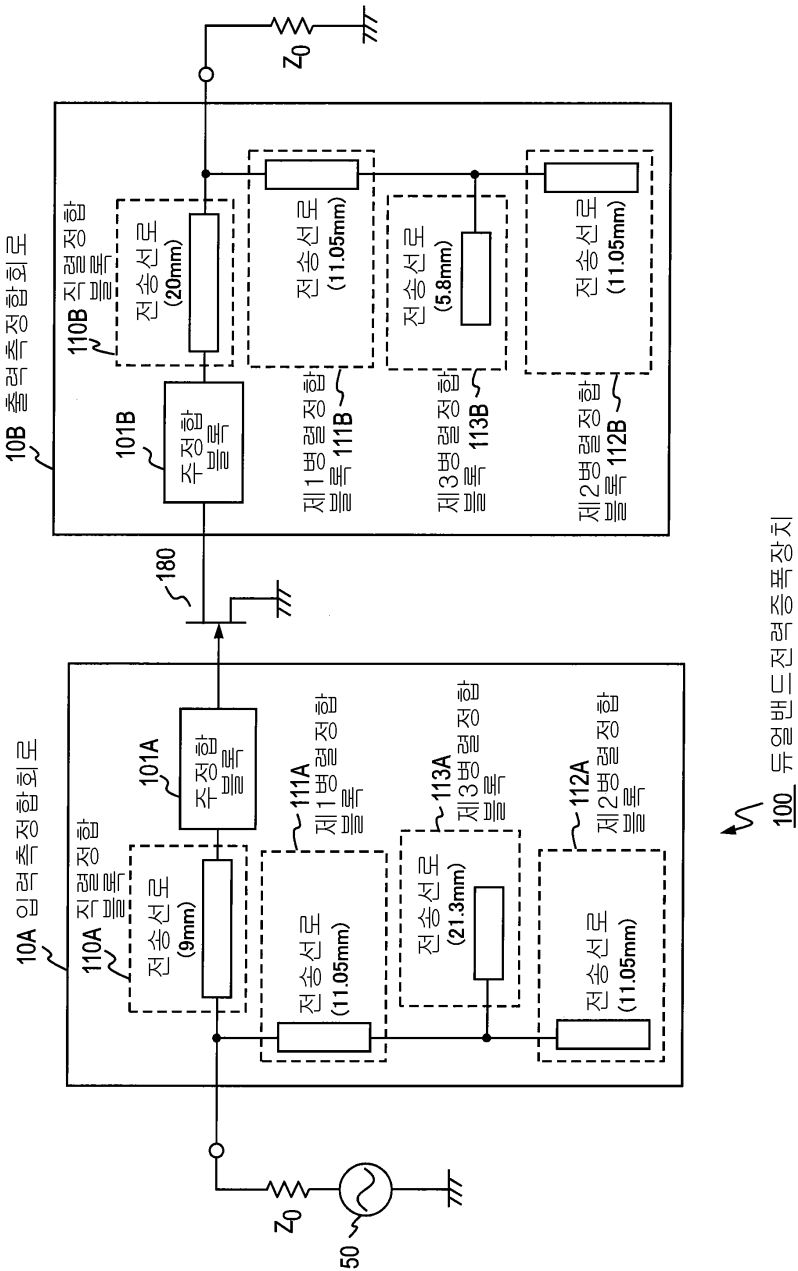 10A 입력측정합회로
직렬정합
블록
110A
전송선로
(9mm)
101A
주정합
블록
111A
제1병렬정합
블록
전송선로
(11.05mm)
113A
제3병렬정합
블록
전송선로
(21.3mm)
112A
제2병렬정합
블록
전송선로
(11.05mm)
Z0
50
180
10B 출력측정합회로
직렬정합
블록
110B
전송선로
(20mm)
101B
주정합
블록
제1병렬정합
블록 111B
전송선로
(11.05mm)
제3병렬정합
블록 113B
전송선로
(5.8mm)
제2병렬정합
블록 112B
전송선로
(11.05mm)
Z0
100 듀얼밴드전력증폭장치